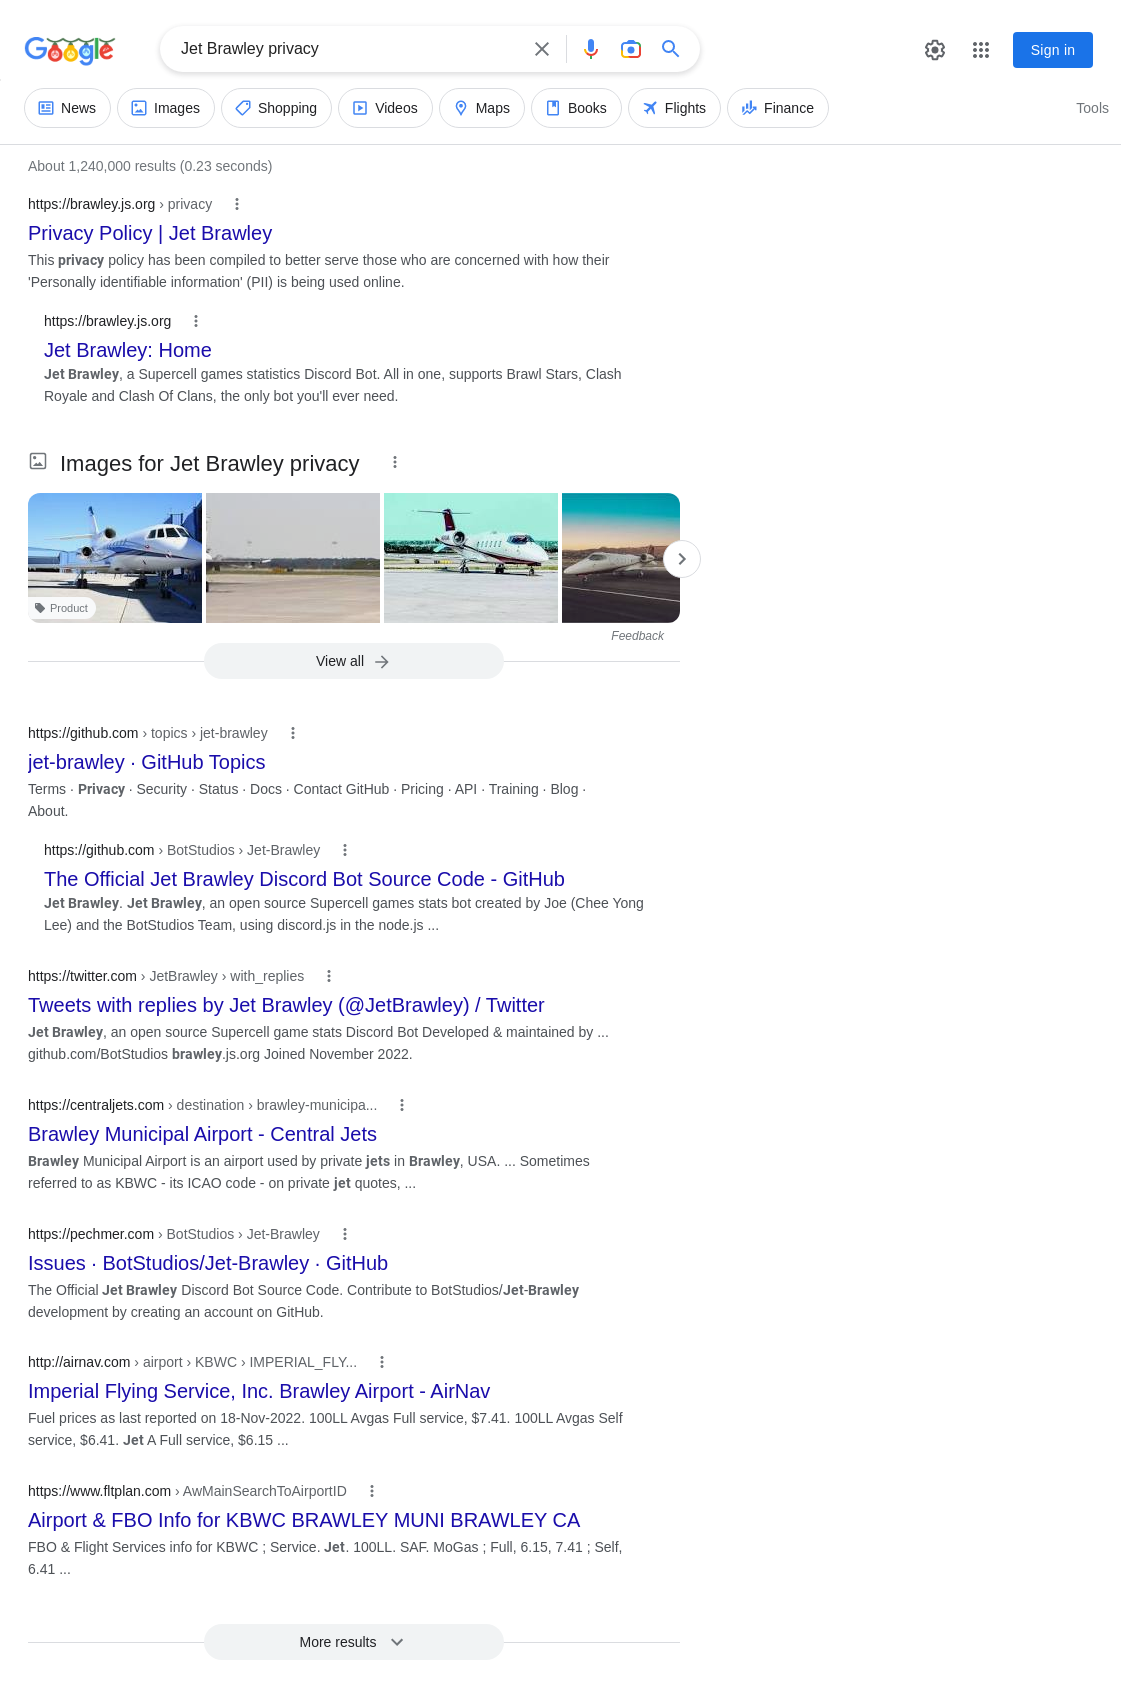 Google
Jet Brawley privacy
Sign in
News
Images
Shopping
Videos
Maps
Books
Flights
Finance
Tools
About 1,240,000 results (0.23 seconds)
https://brawley.js.org › privacy
Privacy Policy | Jet Brawley
This privacy policy has been compiled to better serve those who are concerned with how their
'Personally identifiable information' (PII) is being used online.
https://brawley.js.org
Jet Brawley: Home
Jet Brawley, a Supercell games statistics Discord Bot. All in one, supports Brawl Stars, Clash
Royale and Clash Of Clans, the only bot you'll ever need.
Images for Jet Brawley privacy
Product
Feedback
View all
https://github.com › topics › jet-brawley
jet-brawley · GitHub Topics
Terms · Privacy · Security · Status · Docs · Contact GitHub · Pricing · API · Training · Blog ·
About.
https://github.com › BotStudios › Jet-Brawley
The Official Jet Brawley Discord Bot Source Code - GitHub
Jet Brawley. Jet Brawley, an open source Supercell games stats bot created by Joe (Chee Yong
Lee) and the BotStudios Team, using discord.js in the node.js ...
https://twitter.com › JetBrawley › with_replies
Tweets with replies by Jet Brawley (@JetBrawley) / Twitter
Jet Brawley, an open source Supercell game stats Discord Bot Developed & maintained by ...
github.com/BotStudios brawley.js.org Joined November 2022.
https://centraljets.com › destination › brawley-municipa...
Brawley Municipal Airport - Central Jets
Brawley Municipal Airport is an airport used by private jets in Brawley, USA. ... Sometimes
referred to as KBWC - its ICAO code - on private jet quotes, ...
https://pechmer.com › BotStudios › Jet-Brawley
Issues · BotStudios/Jet-Brawley · GitHub
The Official Jet Brawley Discord Bot Source Code. Contribute to BotStudios/Jet-Brawley
development by creating an account on GitHub.
http://airnav.com › airport › KBWC › IMPERIAL_FLY...
Imperial Flying Service, Inc. Brawley Airport - AirNav
Fuel prices as last reported on 18-Nov-2022. 100LL Avgas Full service, $7.41. 100LL Avgas Self
service, $6.41. Jet A Full service, $6.15 ...
https://www.fltplan.com › AwMainSearchToAirportID
Airport & FBO Info for KBWC BRAWLEY MUNI BRAWLEY CA
FBO & Flight Services info for KBWC ; Service. Jet. 100LL. SAF. MoGas ; Full, 6.15, 7.41 ; Self,
6.41 ...
More results